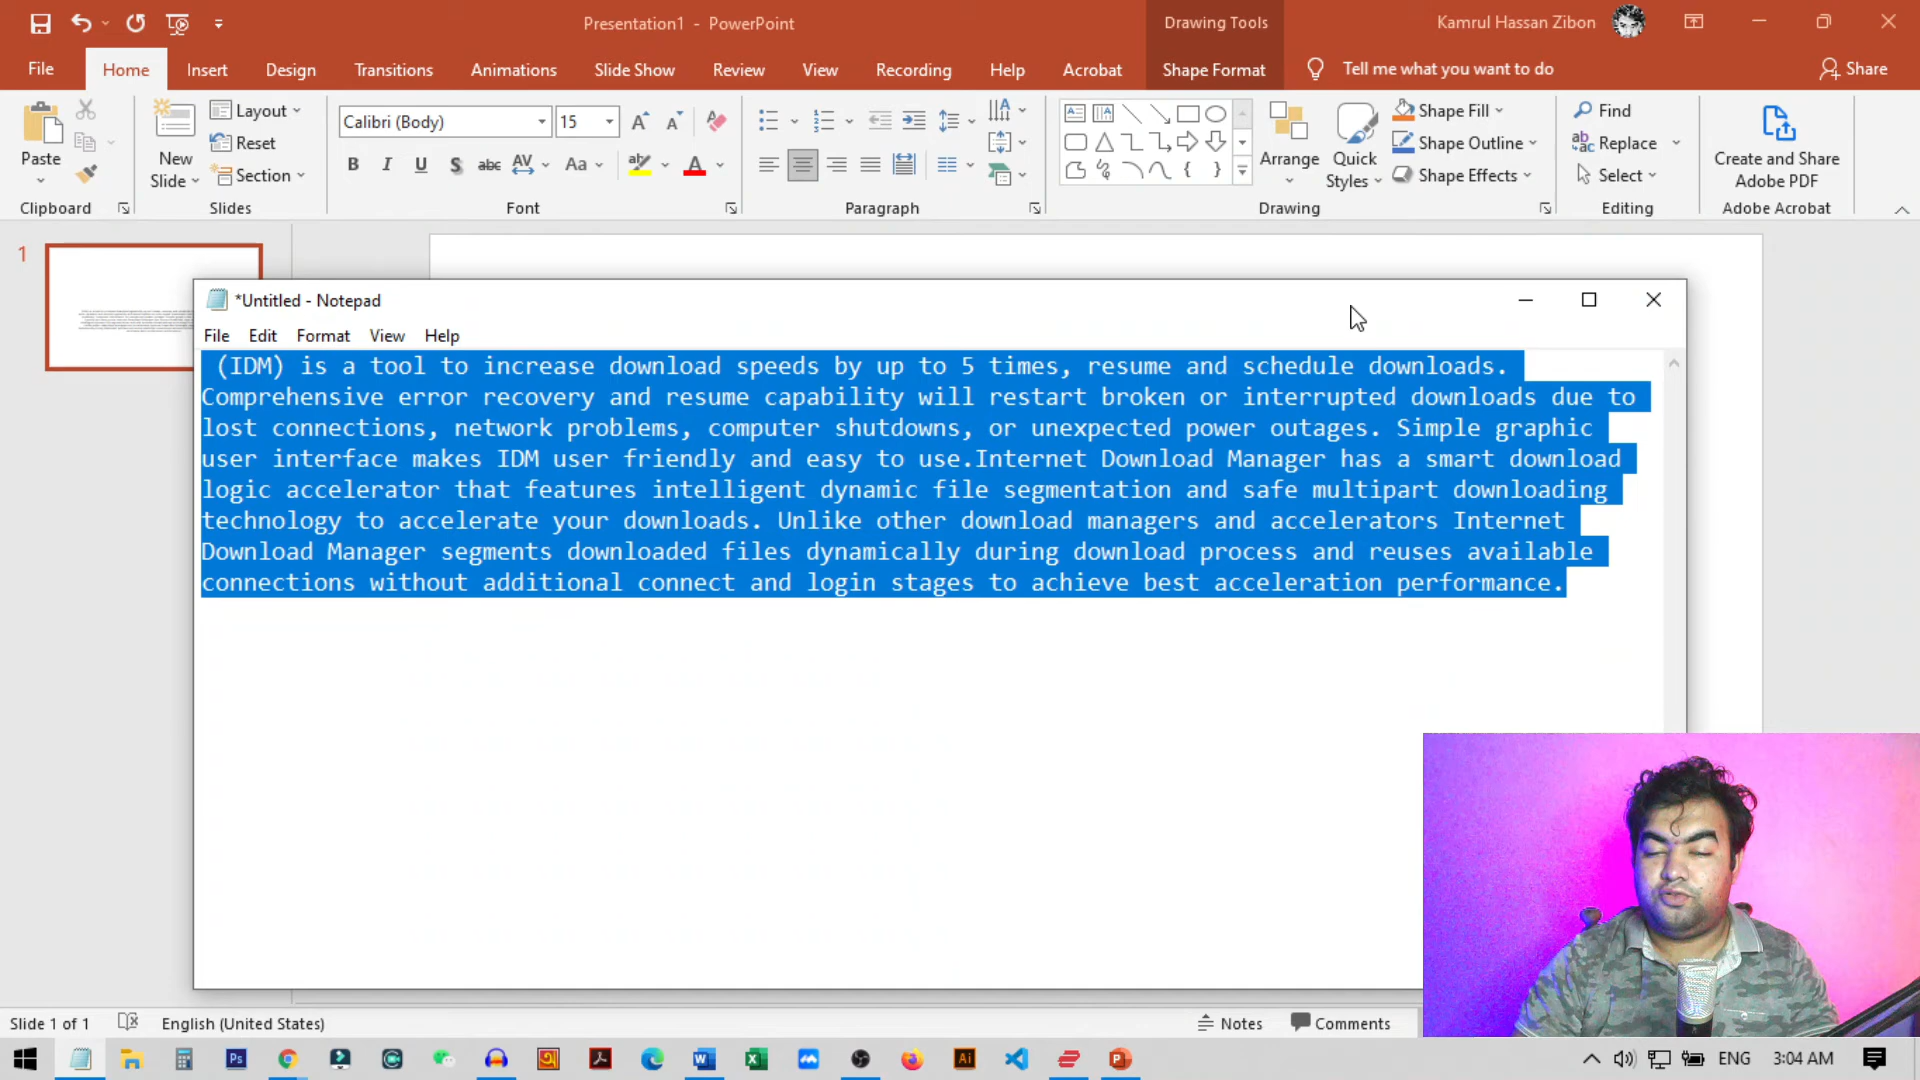 Presentation1 - PowerPoint
Drawing Tools
Kamrul Hassan Zibon
File
Home
Insert
Design
Transitions
Animations
Slide Show
Review
View
Recording
Help
Acrobat
Shape Format
Tell me what you want to do
Share
Paste
New
Slide
Layout
Reset
Section
Calibri (Body)
15
Arrange
Quick
Styles
Shape Fill
Shape Outline
Shape Effects
Find
Replace
Select
Create and Share
Adobe PDF
Clipboard
Slides
Font
Paragraph
Drawing
Editing
Adobe Acrobat
1
*Untitled - Notepad
File Edit Format View Help
(IDM) is a tool to increase download speeds by up to 5 times, resume and schedule downloads.
Comprehensive error recovery and resume capability will restart broken or interrupted downloads due to
lost connections, network problems, computer shutdowns, or unexpected power outages. Simple graphic
user interface makes IDM user friendly and easy to use.Internet Download Manager has a smart download
logic accelerator that features intelligent dynamic file segmentation and safe multipart downloading
technology to accelerate your downloads. Unlike other download managers and accelerators Internet
Download Manager segments downloaded files dynamically during download process and reuses available
connections without additional connect and login stages to achieve best acceleration performance.
Slide 1 of 1
English (United States)
Notes
Comments
ENG
3:04 AM